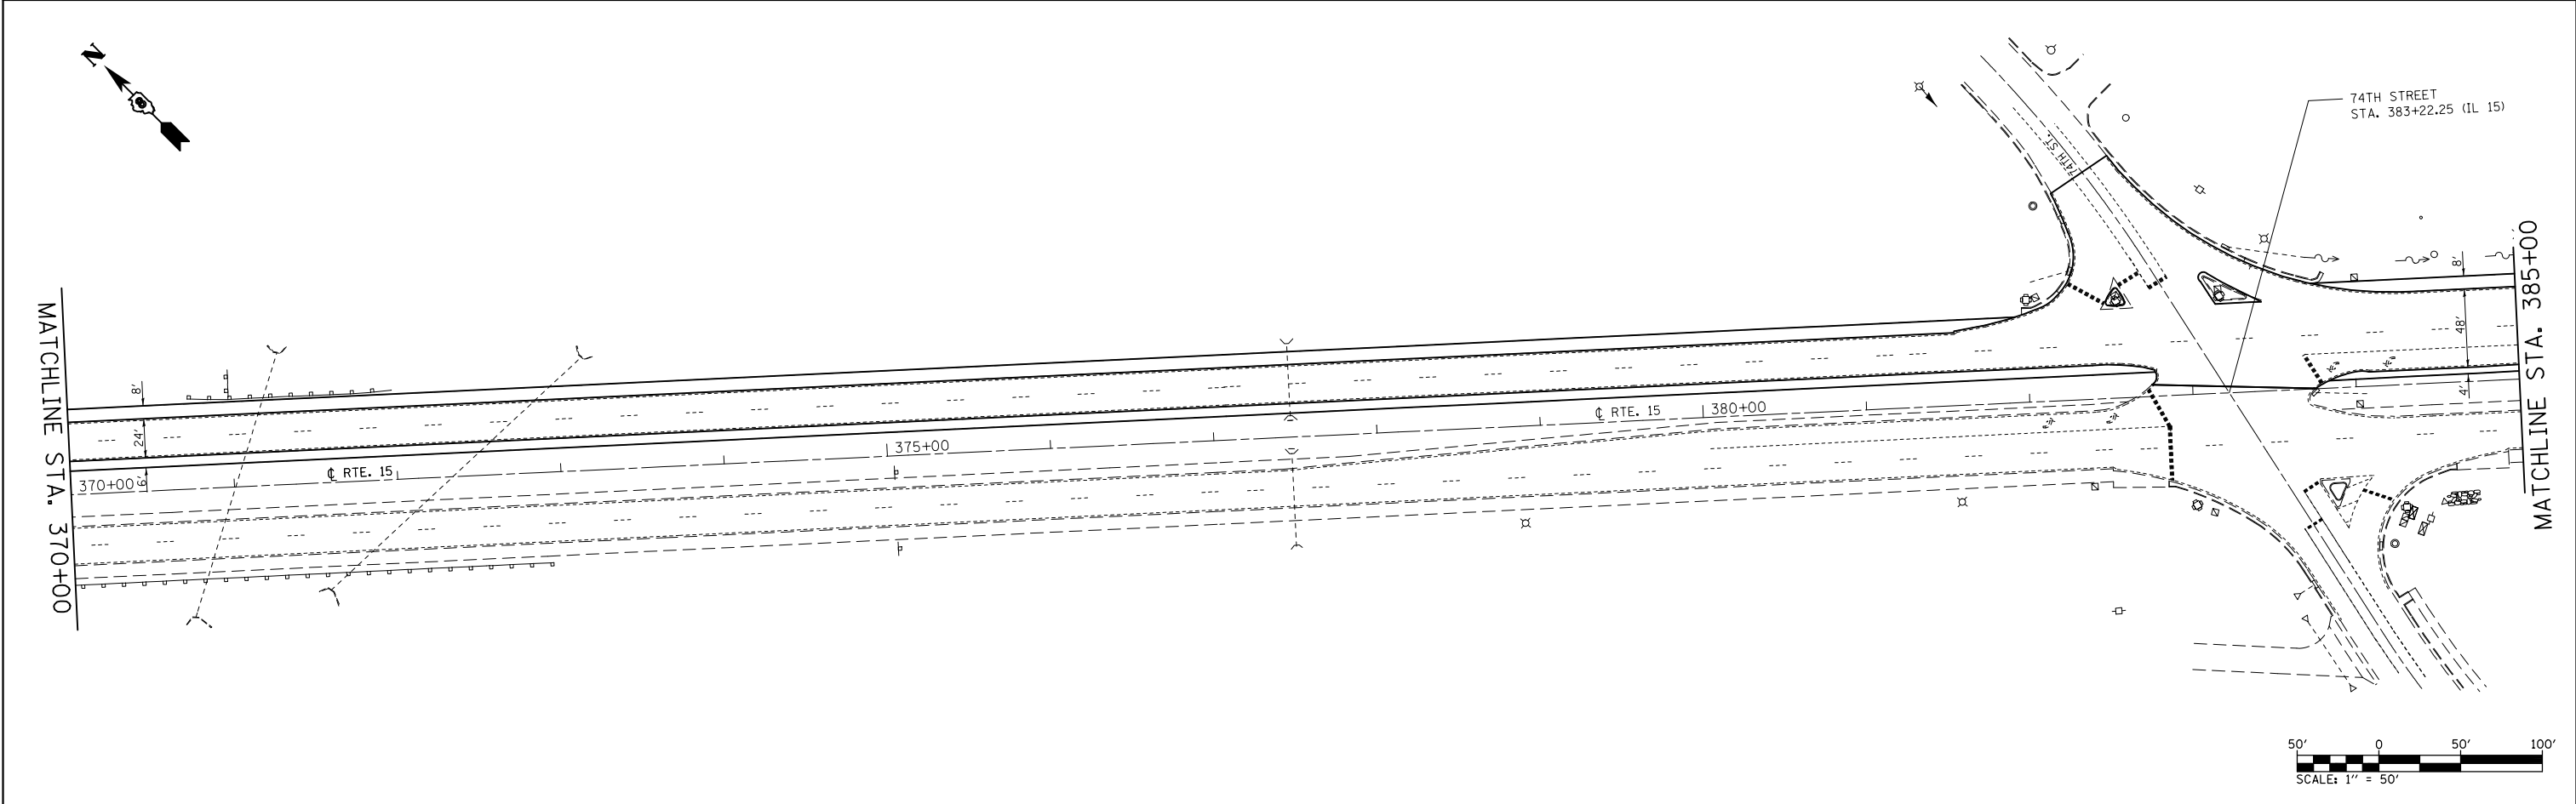 N
74TH STREET
STA. 383+22.25 (IL 15)
74TH ST.
MATCHLINE STA. 370+00
8'
24'
6'
370+00
℄ RTE. 15
375+00
℄ RTE. 15
380+00
8'
48'
4'
MATCHLINE STA. 385+00
50' 0 50' 100'
SCALE: 1" = 50'